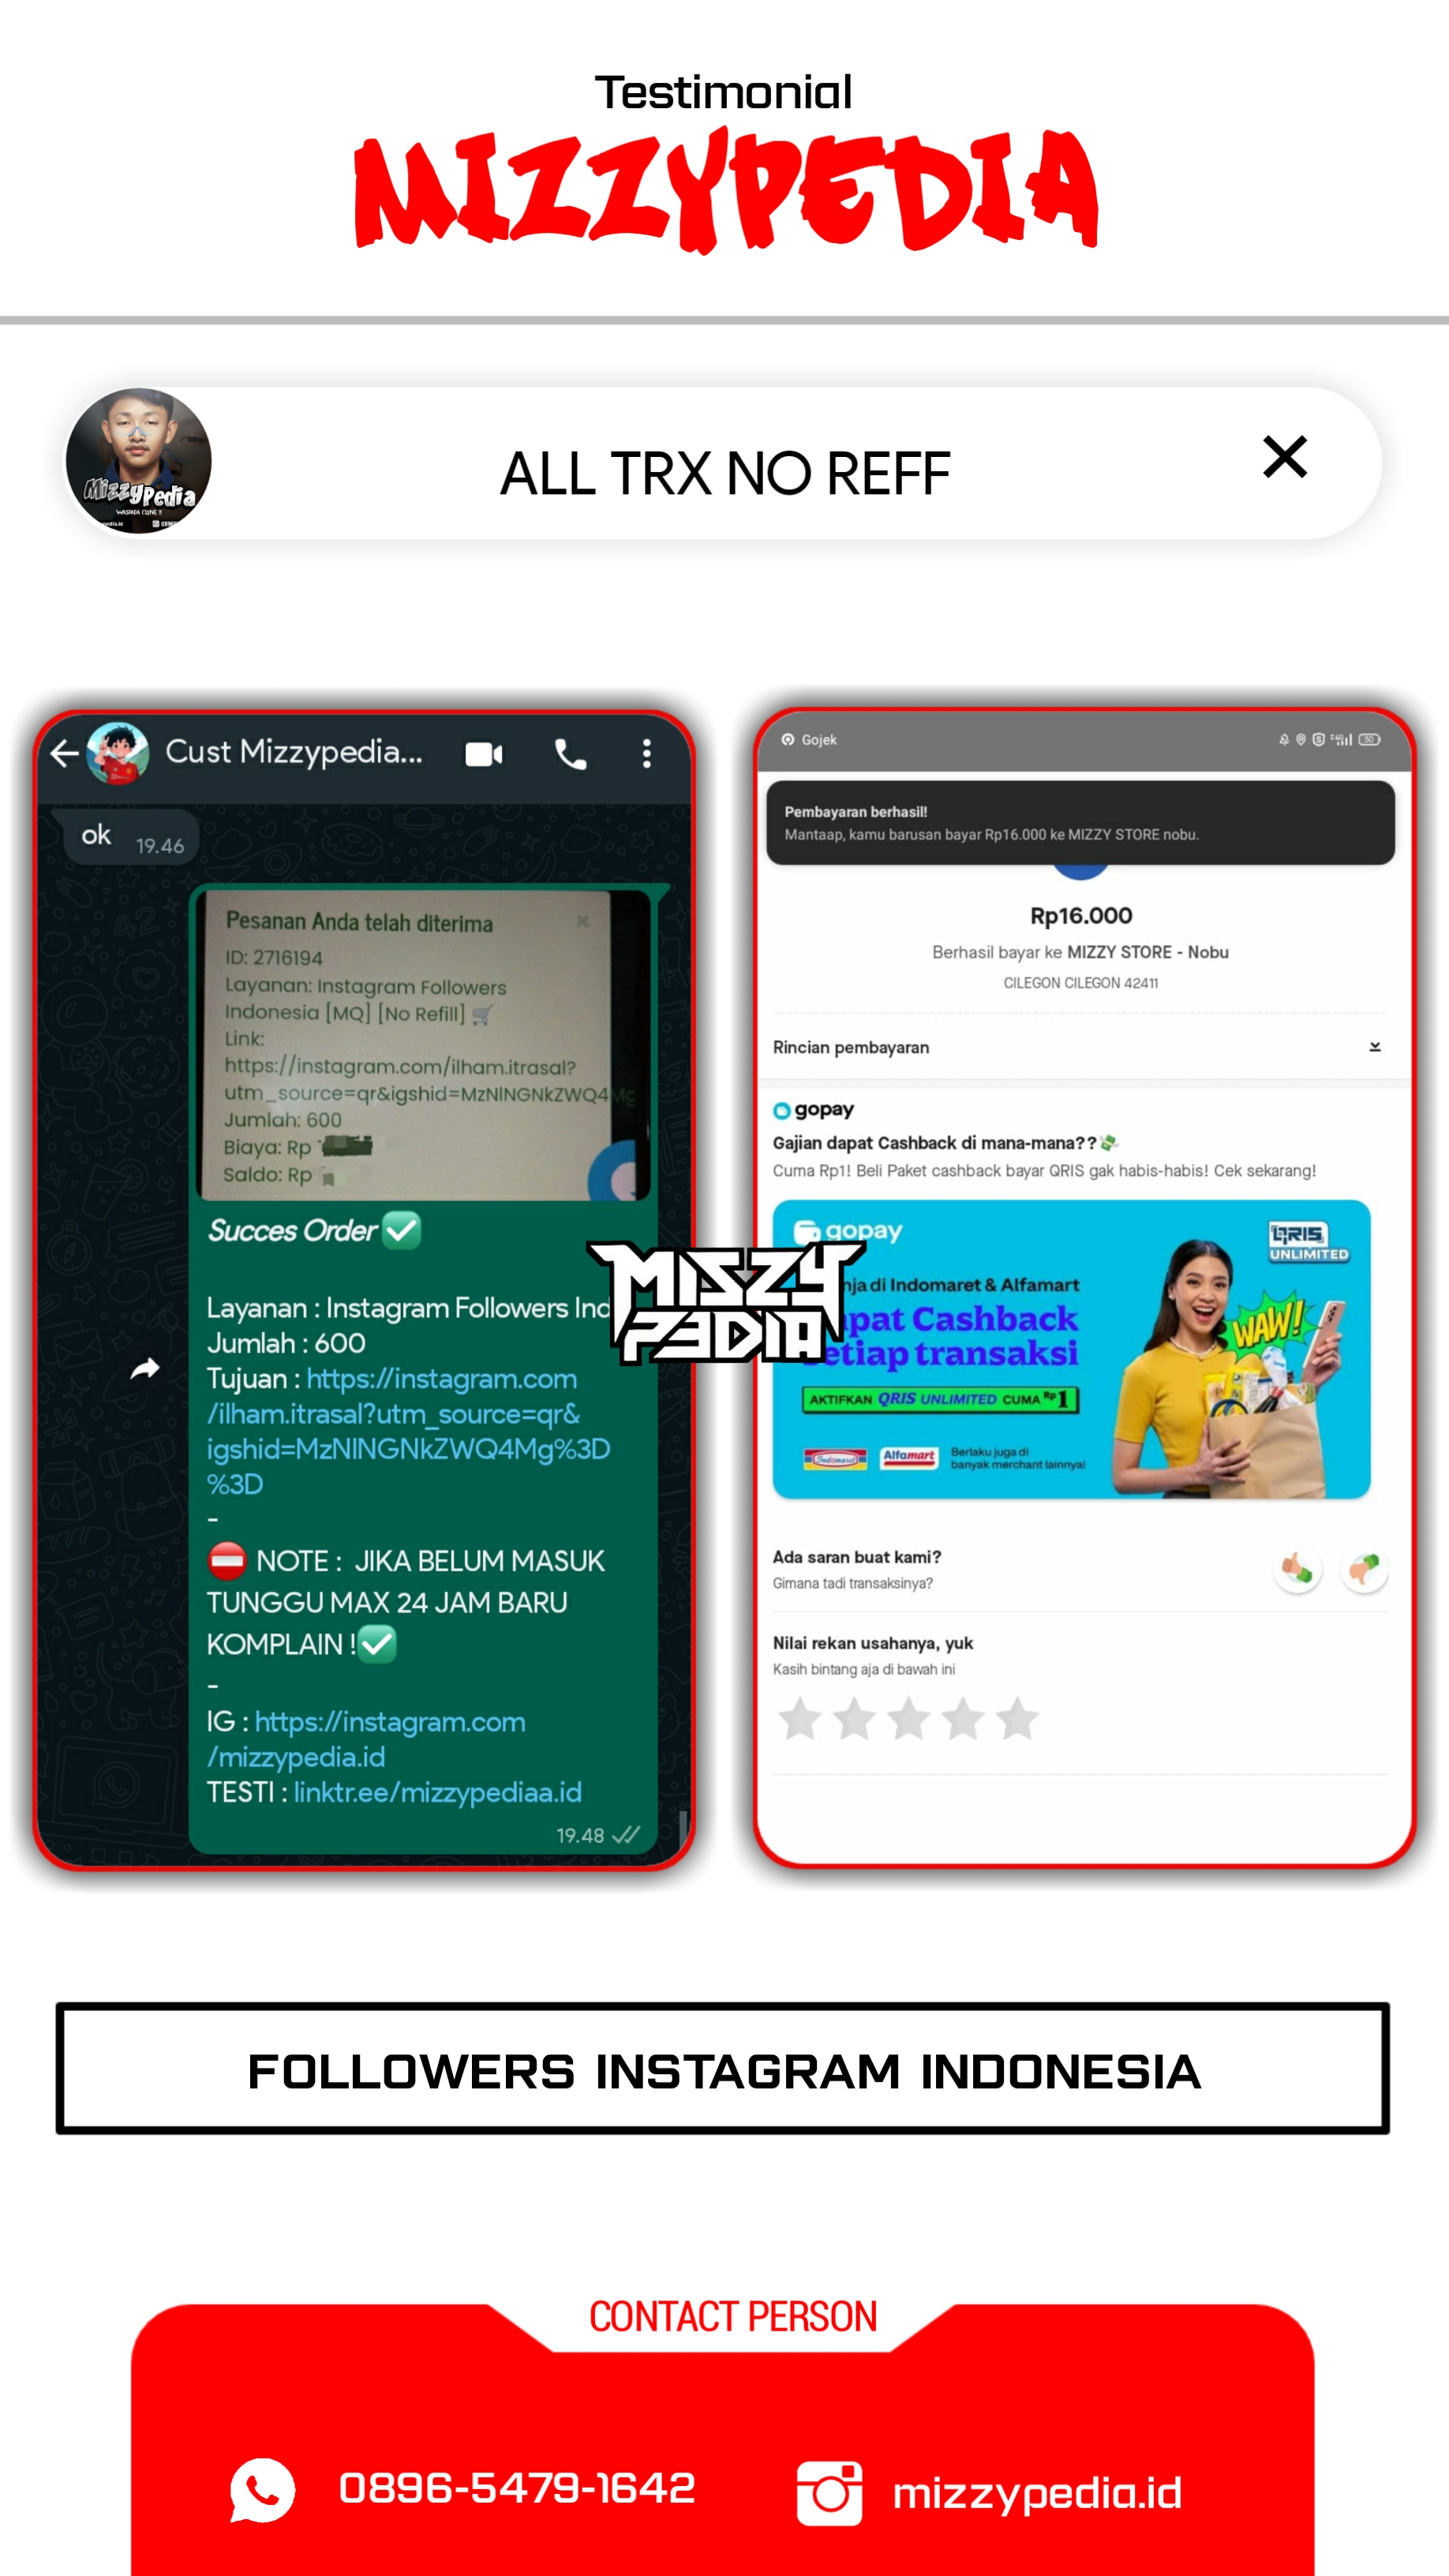 Testimonial
MIZZYPEDIA
MizzyPedia
ALL TRX NO REFF
Cust Mizzypedia...
ok 19.46
Pesanan Anda telah diterima
ID: 2716194
Layanan: Instagram Followers
Indonesia [MQ] [No Refill] 🛒
Link:
https://instagram.com/ilham.itrasal?
utm_source=qr&igshid=MzNlNGNkZWQ4Mg
Jumlah: 600
Biaya: Rp
Saldo: Rp
Succes Order ✅
Layanan : Instagram Followers Ind
Jumlah : 600
Tujuan : https://instagram.com
/ilham.itrasal?utm_source=qr&
igshid=MzNlNGNkZWQ4Mg%3D
%3D
-
⛔ NOTE : JIKA BELUM MASUK
TUNGGU MAX 24 JAM BARU
KOMPLAIN !✅
-
IG : https://instagram.com
/mizzypedia.id
TESTI : linktr.ee/mizzypediaa.id
19.48
MIZZY
PEDIA
Gojek
Pembayaran berhasil!
Mantaap, kamu barusan bayar Rp16.000 ke MIZZY STORE nobu.
Rp16.000
Berhasil bayar ke MIZZY STORE - Nobu
CILEGON CILEGON 42411
Rincian pembayaran
gopay
Gajian dapat Cashback di mana-mana??💸
Cuma Rp1! Beli Paket cashback bayar QRIS gak habis-habis! Cek sekarang!
gopay
QRIS
UNLIMITED
nja di Indomaret & Alfamart
pat Cashback
etiap transaksi
WAW!
AKTIFKAN QRIS UNLIMITED CUMA Rp1
Indomaret
Alfamart
Berlaku juga di
banyak merchant lainnya!
Ada saran buat kami?
Gimana tadi transaksinya?
Nilai rekan usahanya, yuk
Kasih bintang aja di bawah ini
FOLLOWERS INSTAGRAM INDONESIA
CONTACT PERSON
0896-5479-1642
mizzypedia.id